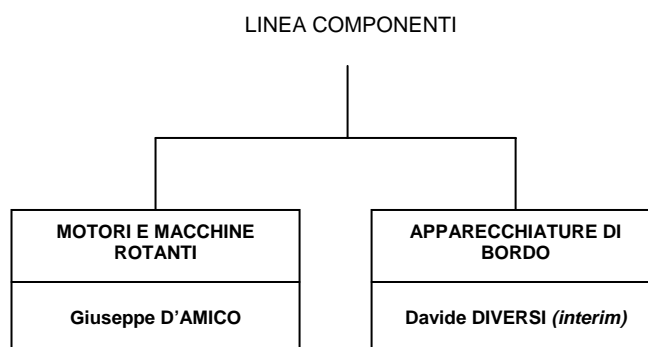 LINEA COMPONENTI
MOTORI E MACCHINE
ROTANTI
Giuseppe D’AMICO
APPARECCHIATURE DI
BORDO
Davide DIVERSI (interim)